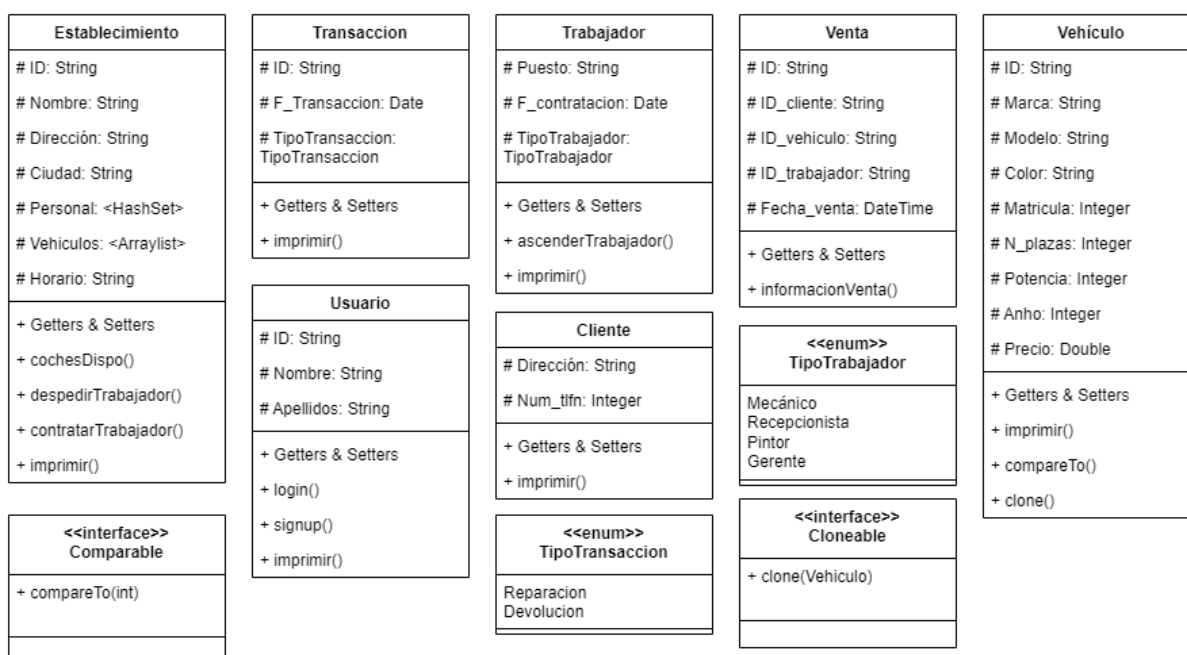 Establecimiento
# ID: String
# Nombre: String
# Dirección: String
# Ciudad: String
# Personal: <HashSet>
# Vehiculos: <Arraylist>
# Horario: String
+ Getters & Setters
+ cochesDispo()
+ despedirTrabajador()
+ contratarTrabajador()
+ imprimir()
<<interface>>
Comparable
+ compareTo(int)
Transaccion
# ID: String
# F_Transaccion: Date
# TipoTransaccion:
TipoTransaccion
+ Getters & Setters
+ imprimir()
Usuario
# ID: String
# Nombre: String
# Apellidos: String
+ Getters & Setters
+ login()
+ signup()
+ imprimir()
Trabajador
# Puesto: String
# F_contratacion: Date
# TipoTrabajador:
TipoTrabajador
+ Getters & Setters
+ ascenderTrabajador()
+ imprimir()
Cliente
# Dirección: String
# Num_tlfn: Integer
+ Getters & Setters
+ imprimir()
<<enum>>
TipoTransaccion
Reparacion
Devolucion
Venta
# ID: String
# ID_cliente: String
# ID_vehiculo: String
# ID_trabajador: String
# Fecha_venta: DateTime
+ Getters & Setters
+ informacionVenta()
<<enum>>
TipoTrabajador
Mecánico
Recepcionista
Pintor
Gerente
<<interface>>
Cloneable
+ clone(Vehiculo)
Vehículo
# ID: String
# Marca: String
# Modelo: String
# Color: String
# Matricula: Integer
# N_plazas: Integer
# Potencia: Integer
# Anho: Integer
# Precio: Double
+ Getters & Setters
+ imprimir()
+ compareTo()
+ clone()